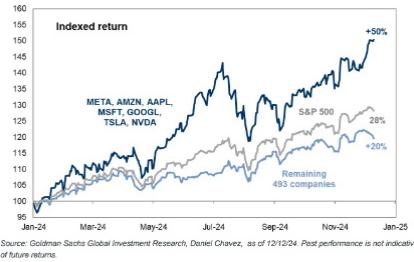 Indexed return
160
155
150
145
140
135
130
125
120
115
110
105
100
95
+50%
META, AMZN, AAPL,
MSFT, GOOGL,
TSLA, NVDA
S&P 500
28%
+20%
Remaining
493 companies
Jan-24 Mar-24 May-24 Jul-24 Sep-24 Nov-24 Jan-25
Source: Goldman Sachs Global Investment Research, Daniel Chavez, as of 12/12/24. Past performance is not indicativ
of future returns.